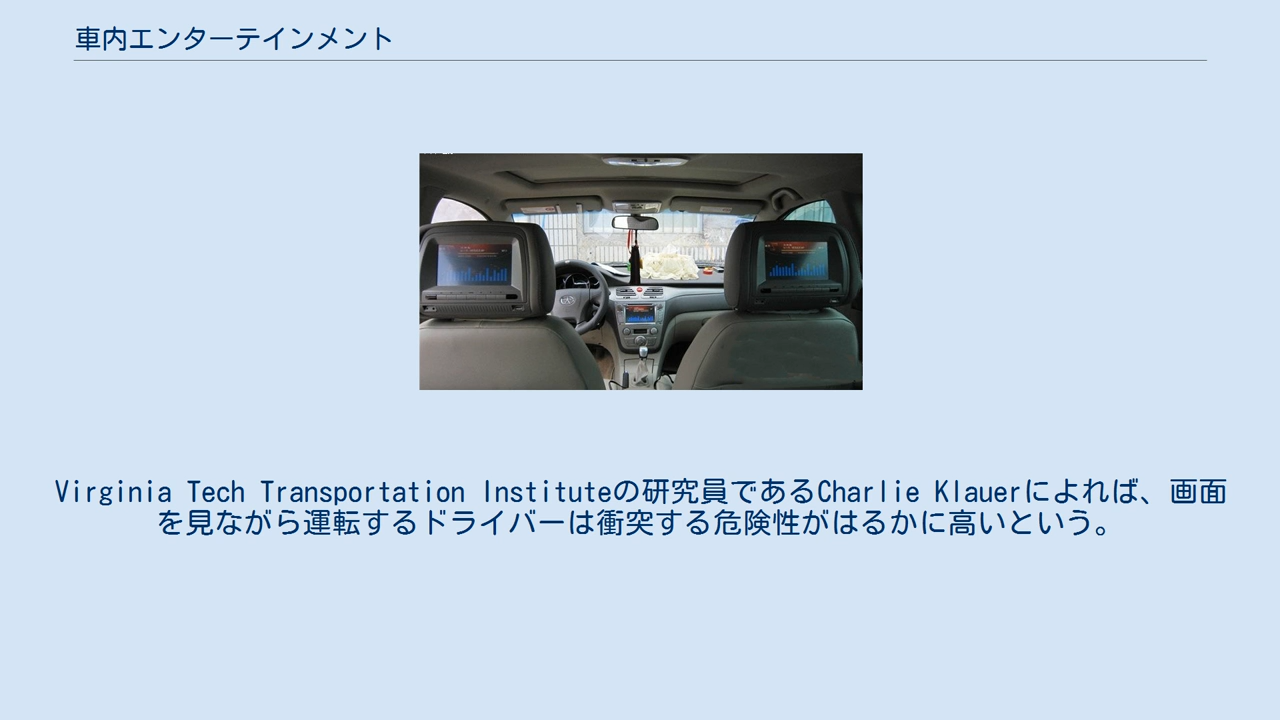 車内エンターテインメント
Virginia Tech Transportation Instituteの研究員であるCharlie Klauerによれば、画面
を見ながら運転するドライバーは衝突する危険性がはるかに高いという。